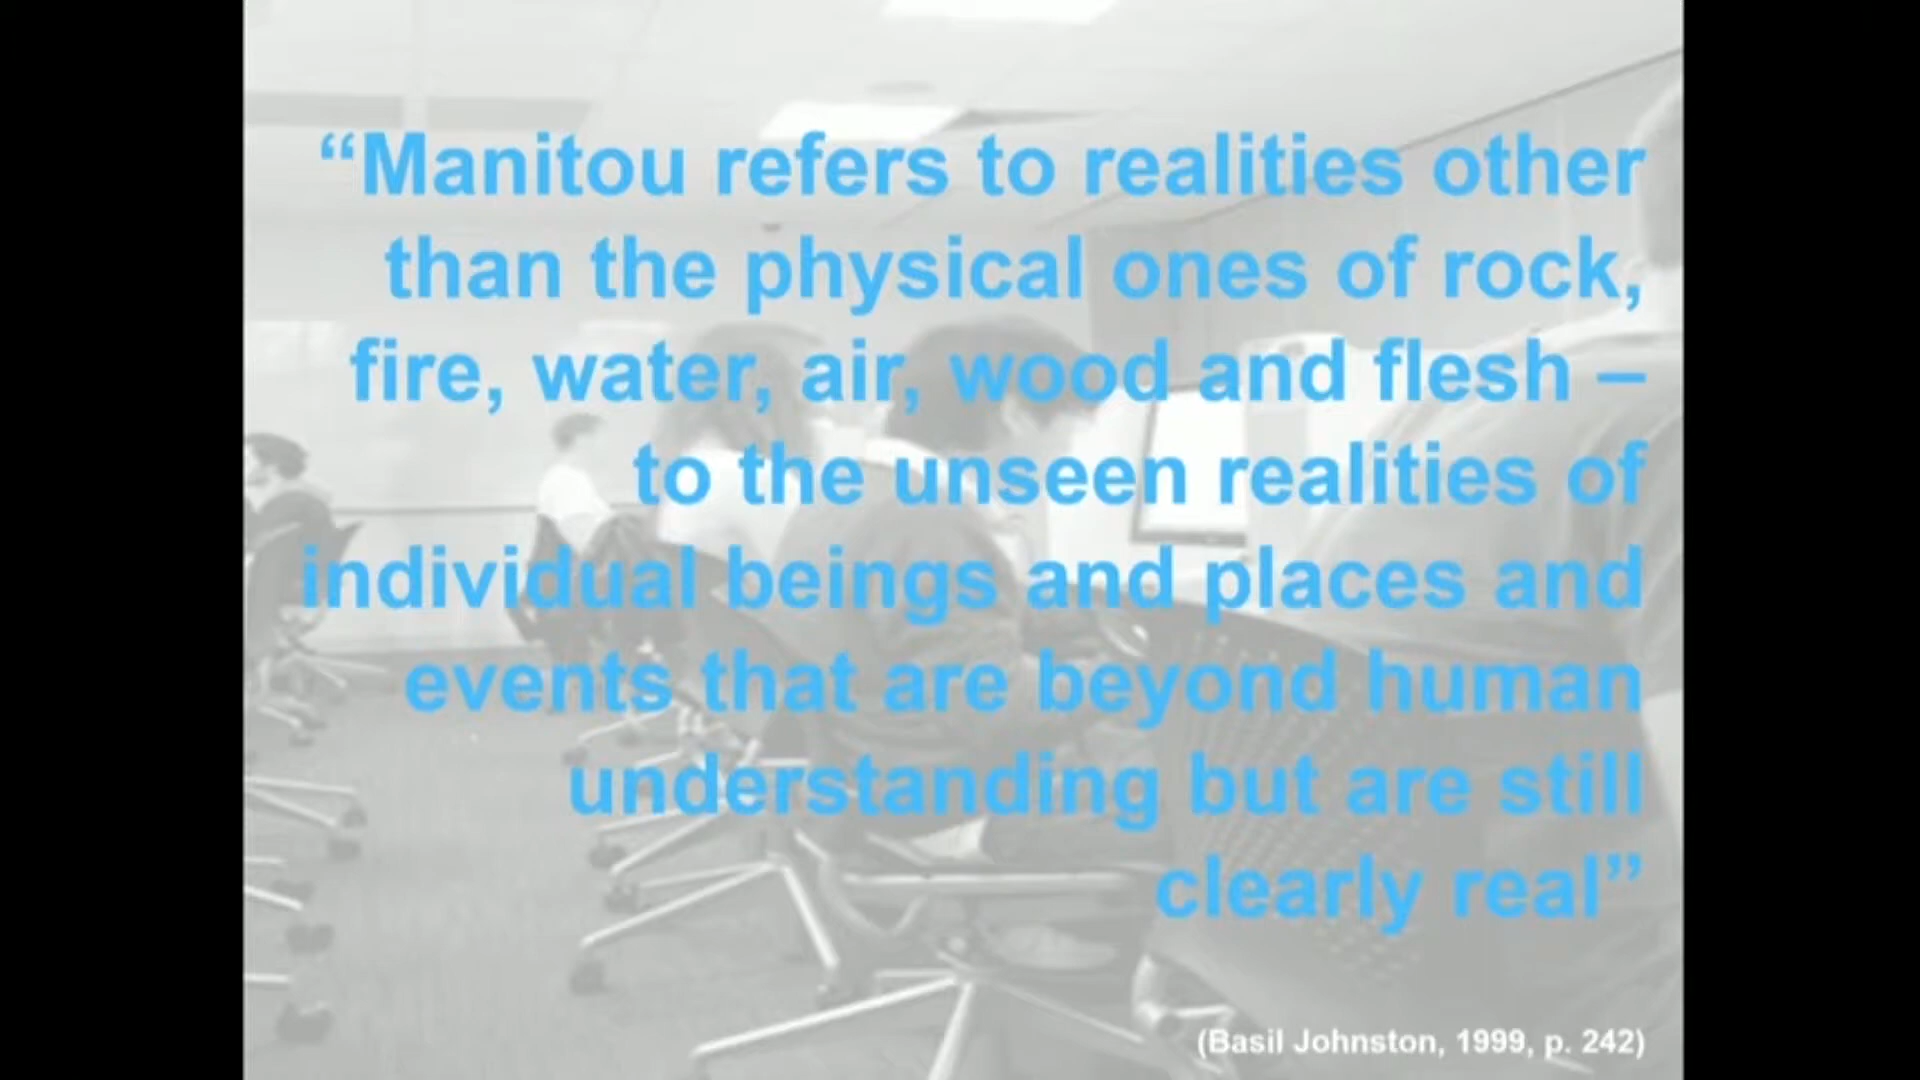 “Manitou refers to realities other
than the physical ones of rock,
fire, water, air, wood and flesh –
to the unseen realities of
individual beings and places and
events that are beyond human
understanding but are still
clearly real”
(Basil Johnston, 1999, p. 242)